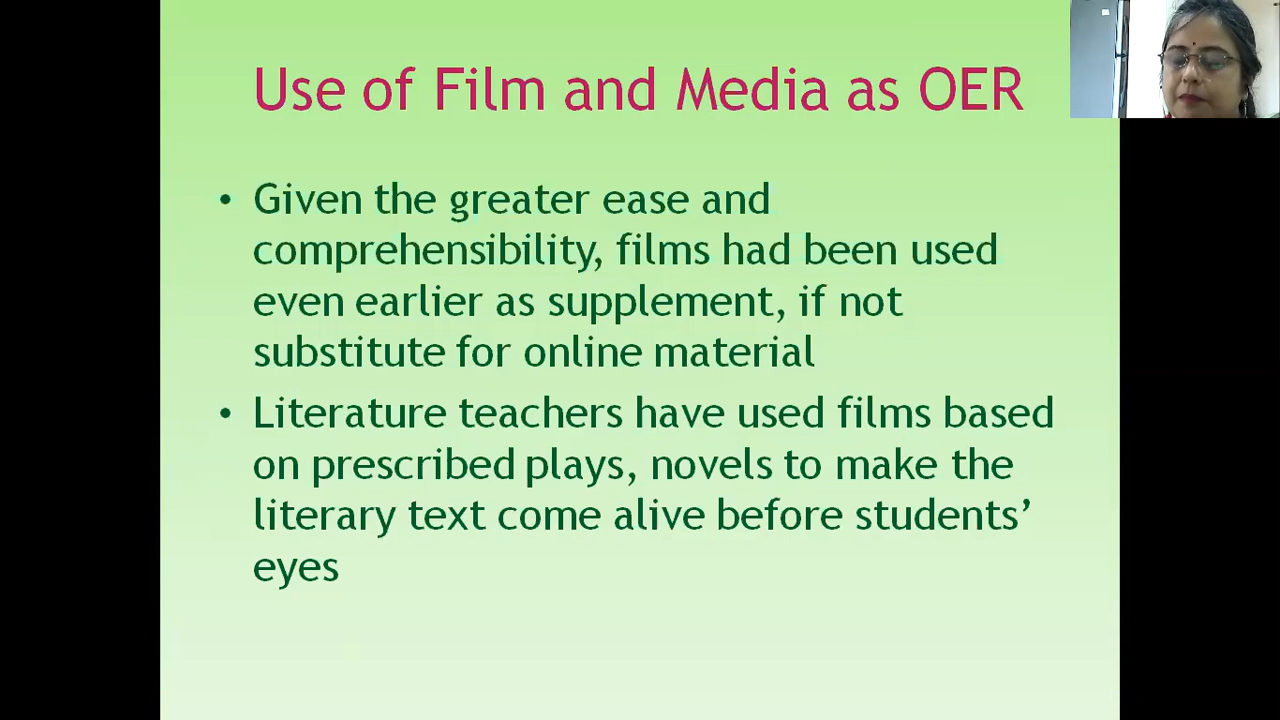 Use of Film and Media as OER
• Given the greater ease and
comprehensibility, films had been used
even earlier as supplement, if not
substitute for online material
• Literature teachers have used films based
on prescribed plays, novels to make the
literary text come alive before students’
eyes